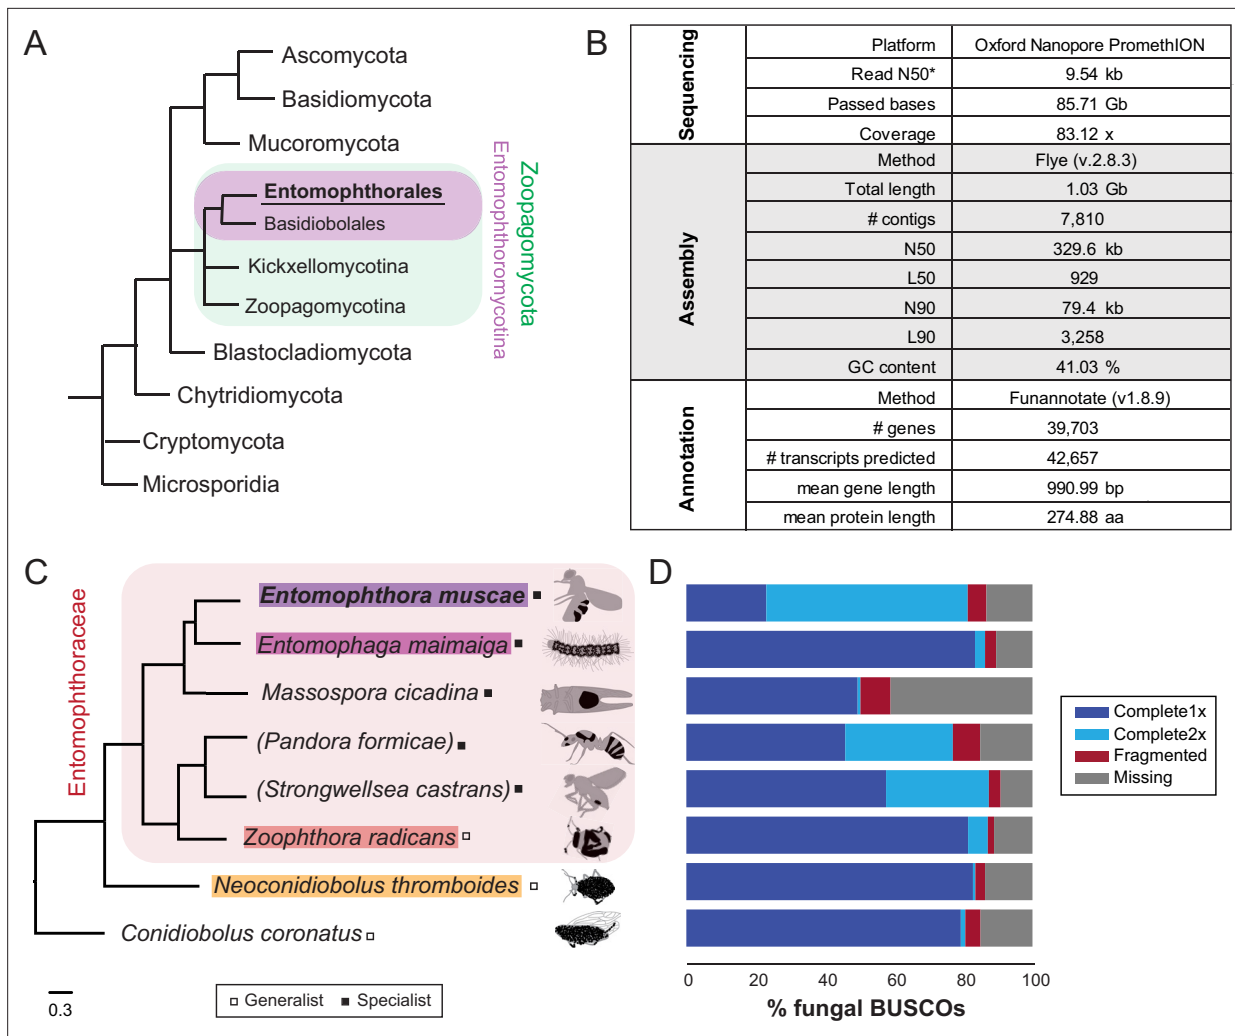 A
Ascomycota
Basidiomycota
Mucoromycota
Entomophthorales
Basidiobolales
Kickxellomycotina
Zoopagomycotina
Blastocladiomycota
Chytridiomycota
Cryptomycota
Microsporidia
Entomophthoromycotina
Zoopagomycota
B
Sequencing
Platform Oxford Nanopore PromethION
Read N50* 9.54 kb
Passed bases 85.71 Gb
Coverage 83.12 x
Assembly
Method Flye (v.2.8.3)
Total length 1.03 Gb
# contigs 7,810
N50 329.6 kb
L50 929
N90 79.4 kb
L90 3,258
GC content 41.03 %
Annotation
Method Funannotate (v1.8.9)
# genes 39,703
# transcripts predicted 42,657
mean gene length 990.99 bp
mean protein length 274.88 aa
C
Entomophthoraceae
Entomophthora muscae
Entomophaga maimaiga
Massospora cicadina
(Pandora formicae)
(Strongwellsea castrans)
Zoophthora radicans
Neoconidiobolus thromboides
Conidiobolus coronatus
0.3
Generalist Specialist
D
0 20 40 60 80 100
% fungal BUSCOs
Complete1x
Complete2x
Fragmented
Missing